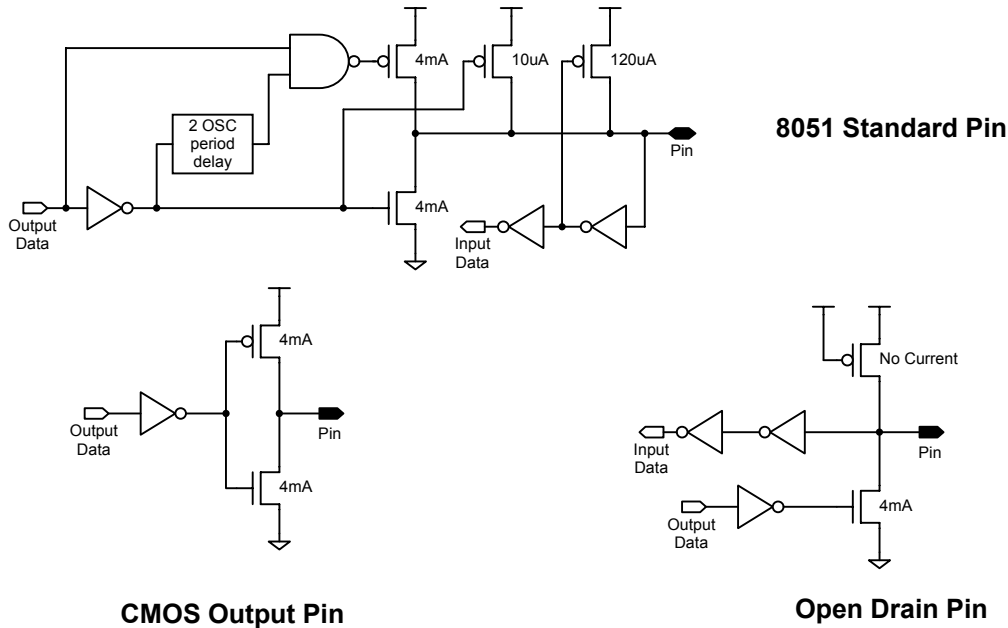 4mA
10uA
120uA
2 OSC
period
delay
8051 Standard Pin
Pin
Output
Data
4mA
Input
Data
4mA
No Current
Output
Data
Pin
Input
Data
Pin
4mA
4mA
Output
Data
CMOS Output Pin
Open Drain Pin